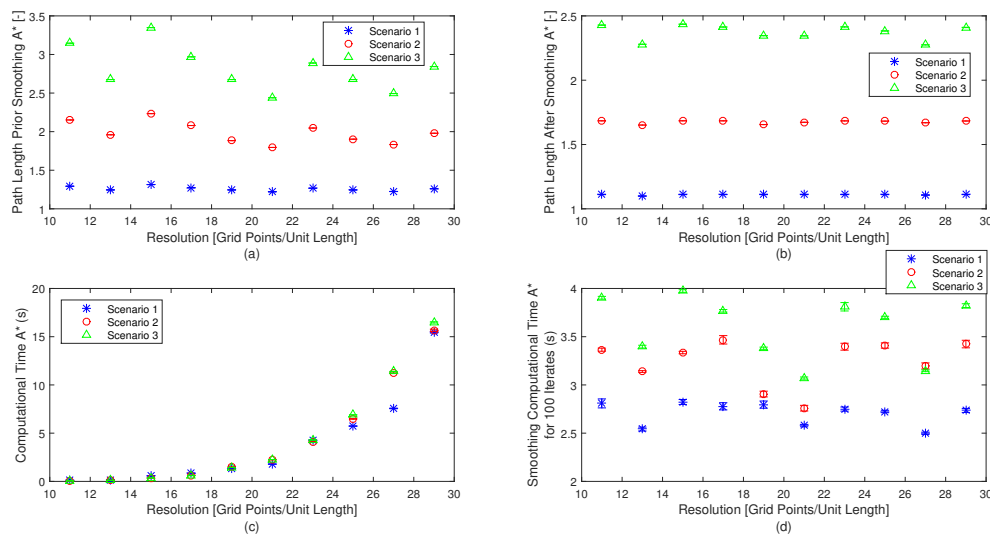 3.5
3
2.5
2
1.5
1
Path Length Prior Smoothing A* [-]
Scenario 1
Scenario 2
Scenario 3
10 12 14 16 18 20 22 24 26 28 30
Resolution [Grid Points/Unit Length]
(a)
2.5
2
1.5
1
Path Length After Smoothing A* [-]
Scenario 1
Scenario 2
Scenario 3
10 12 14 16 18 20 22 24 26 28 30
Resolution [Grid Points/Unit Length]
(b)
20
15
10
5
0
Computational Time A* (s)
Scenario 1
Scenario 2
Scenario 3
10 12 14 16 18 20 22 24 26 28 30
Resolution [Grid Points/Unit Length]
(c)
4
3.5
3
2.5
2
Smoothing Computational Time A*
for 100 Iterates (s)
Scenario 1
Scenario 2
Scenario 3
10 12 14 16 18 20 22 24 26 28 30
Resolution [Grid Points/Unit Length]
(d)